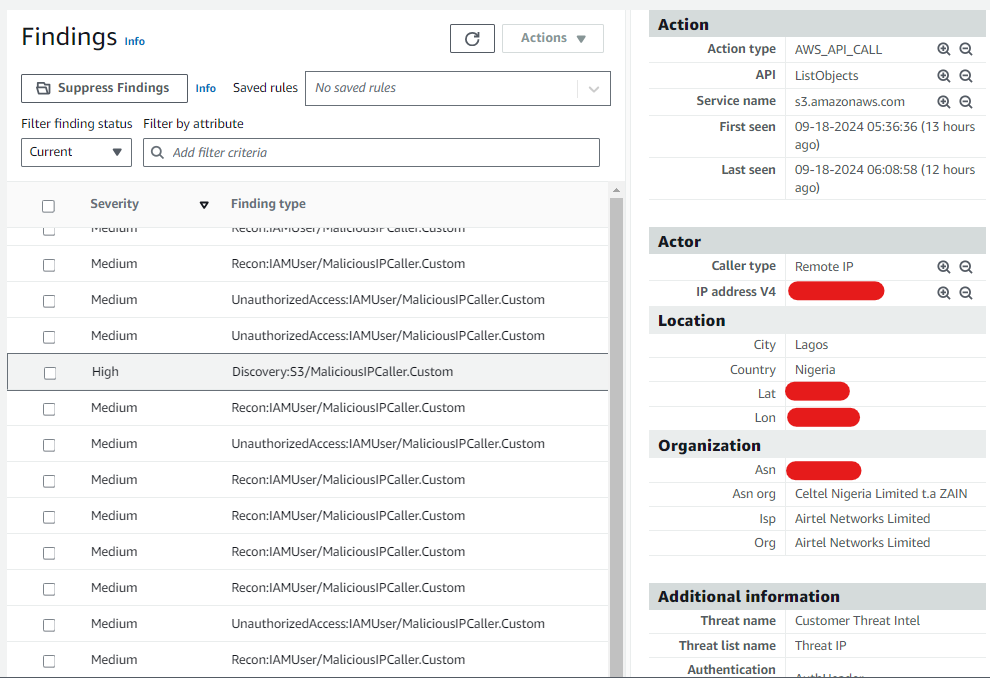 Findings Info
Actions
Suppress Findings Info Saved rules No saved rules
Filter finding status Filter by attribute
Current Add filter criteria
Severity Finding type
Medium Recon:IAMUser/MaliciousIPCaller.Custom
Medium Recon:IAMUser/MaliciousIPCaller.Custom
Medium UnauthorizedAccess:IAMUser/MaliciousIPCaller.Custom
Medium UnauthorizedAccess:IAMUser/MaliciousIPCaller.Custom
High Discovery:S3/MaliciousIPCaller.Custom
Medium Recon:IAMUser/MaliciousIPCaller.Custom
Medium UnauthorizedAccess:IAMUser/MaliciousIPCaller.Custom
Medium Recon:IAMUser/MaliciousIPCaller.Custom
Medium Recon:IAMUser/MaliciousIPCaller.Custom
Medium Recon:IAMUser/MaliciousIPCaller.Custom
Medium Recon:IAMUser/MaliciousIPCaller.Custom
Medium UnauthorizedAccess:IAMUser/MaliciousIPCaller.Custom
Medium Recon:IAMUser/MaliciousIPCaller.Custom
Action
Action type AWS_API_CALL
API ListObjects
Service name s3.amazonaws.com
First seen 09-18-2024 05:36:36 (13 hours
ago)
Last seen 09-18-2024 06:08:58 (12 hours
ago)
Actor
Caller type Remote IP
IP address V4
Location
City Lagos
Country Nigeria
Lat
Lon
Organization
Asn
Asn org Celtel Nigeria Limited t.a ZAIN
Isp Airtel Networks Limited
Org Airtel Networks Limited
Additional information
Threat name Customer Threat Intel
Threat list name Threat IP
Authentication